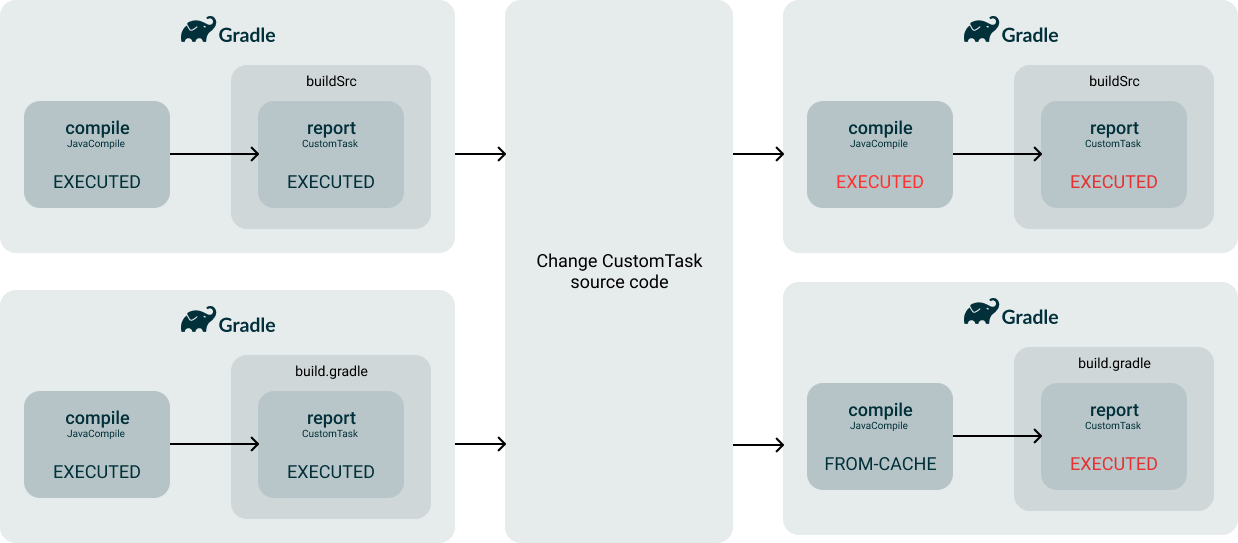 Gradle
buildSrc
compile
JavaCompile
EXECUTED
report
CustomTask
EXECUTED
Gradle
build.gradle
compile
JavaCompile
EXECUTED
report
CustomTask
EXECUTED
Change CustomTask
source code
Gradle
buildSrc
compile
JavaCompile
EXECUTED
report
CustomTask
EXECUTED
Gradle
build.gradle
compile
JavaCompile
FROM-CACHE
report
CustomTask
EXECUTED